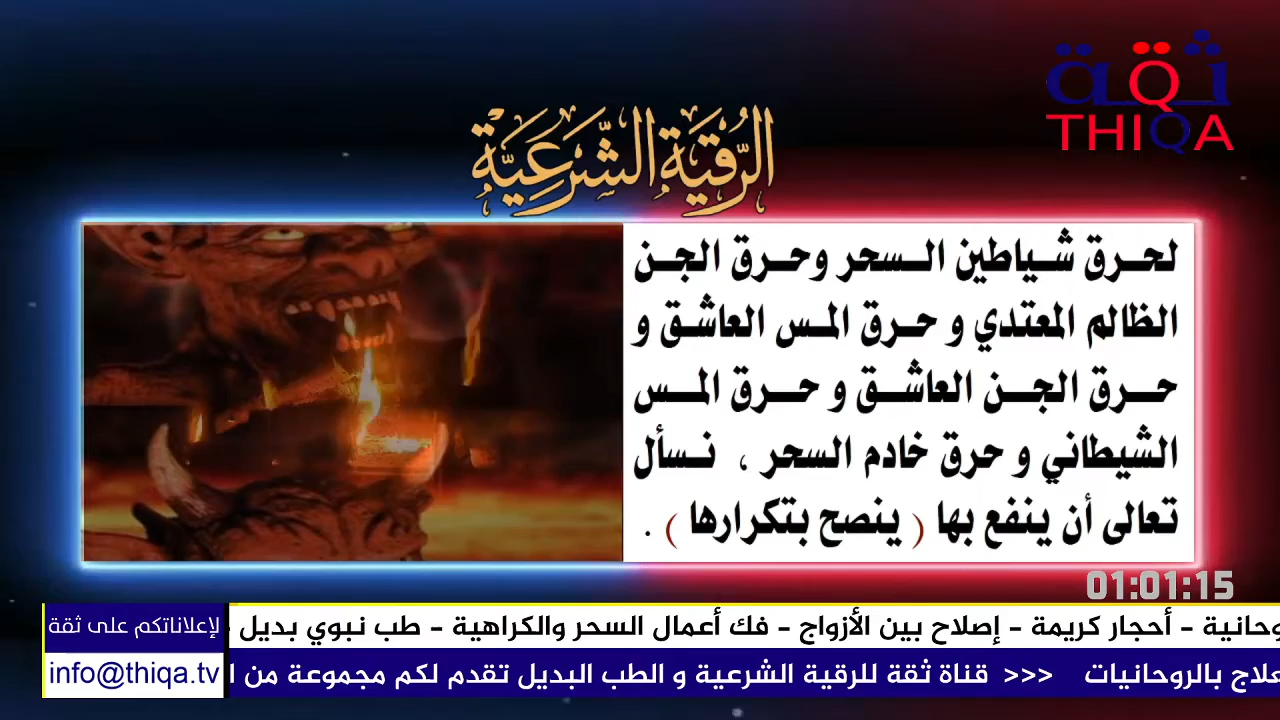 ثقة
THIQA
الرُّقيَة الشَّرعِيَّة
لحرق شياطين السحر وحرق الجن
الظالم المعتدي و حرق المس العاشق و
حرق الجن العاشق و حرق المس
الشيطاني و حرق خادم السحر ، نسأل
تعالى أن ينفع بها ( ينصح بتكرارها ) .
01:01:15
لإعلاناتكم على ثقة
وحانية - أحجار كريمة - إصلاح بين الأزواج - فك أعمال السحر والكراهية - طب نبوي بديل
info@thiqa.tv
علاج بالروحانيات >>> قناة ثقة للرقية الشرعية و الطب البديل تقدم لكم مجموعة من